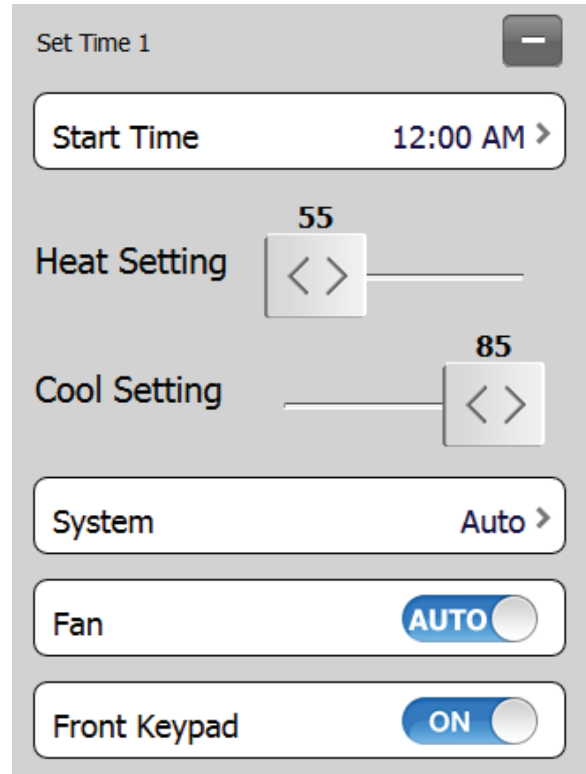 Set Time 1
Start Time 12:00 AM
55
Heat Setting
85
Cool Setting
System Auto
Fan AUTO
Front Keypad ON